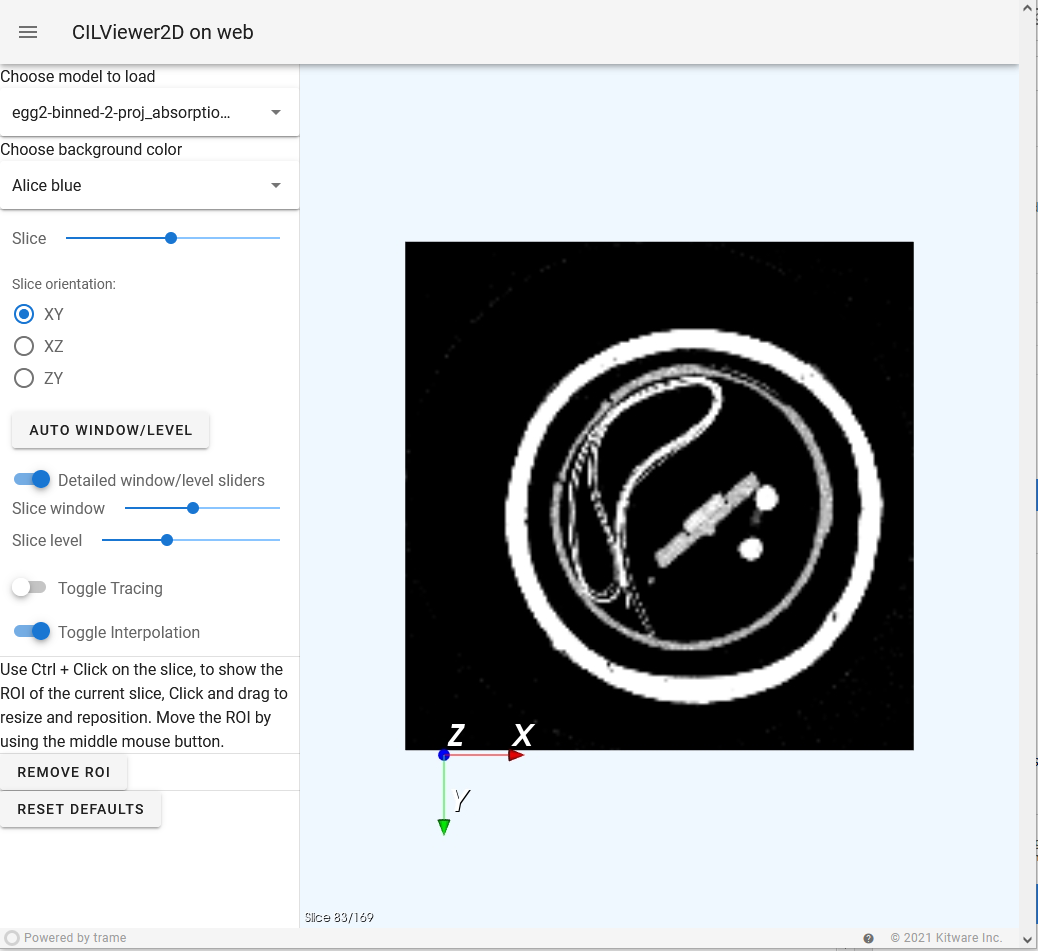 CILViewer2D on web
Choose model to load
egg2-binned-2-proj_absorptio...
Choose background color
Alice blue
Slice
Slice orientation:
XY
XZ
ZY
AUTO WINDOW/LEVEL
Detailed window/level sliders
Slice window
Slice level
Toggle Tracing
Toggle Interpolation
Use Ctrl + Click on the slice, to show the
ROI of the current slice, Click and drag to
resize and reposition. Move the ROI by
using the middle mouse button.
REMOVE ROI
RESET DEFAULTS
Z X
Y
Slice 83/169
Powered by trame
© 2021 Kitware Inc.